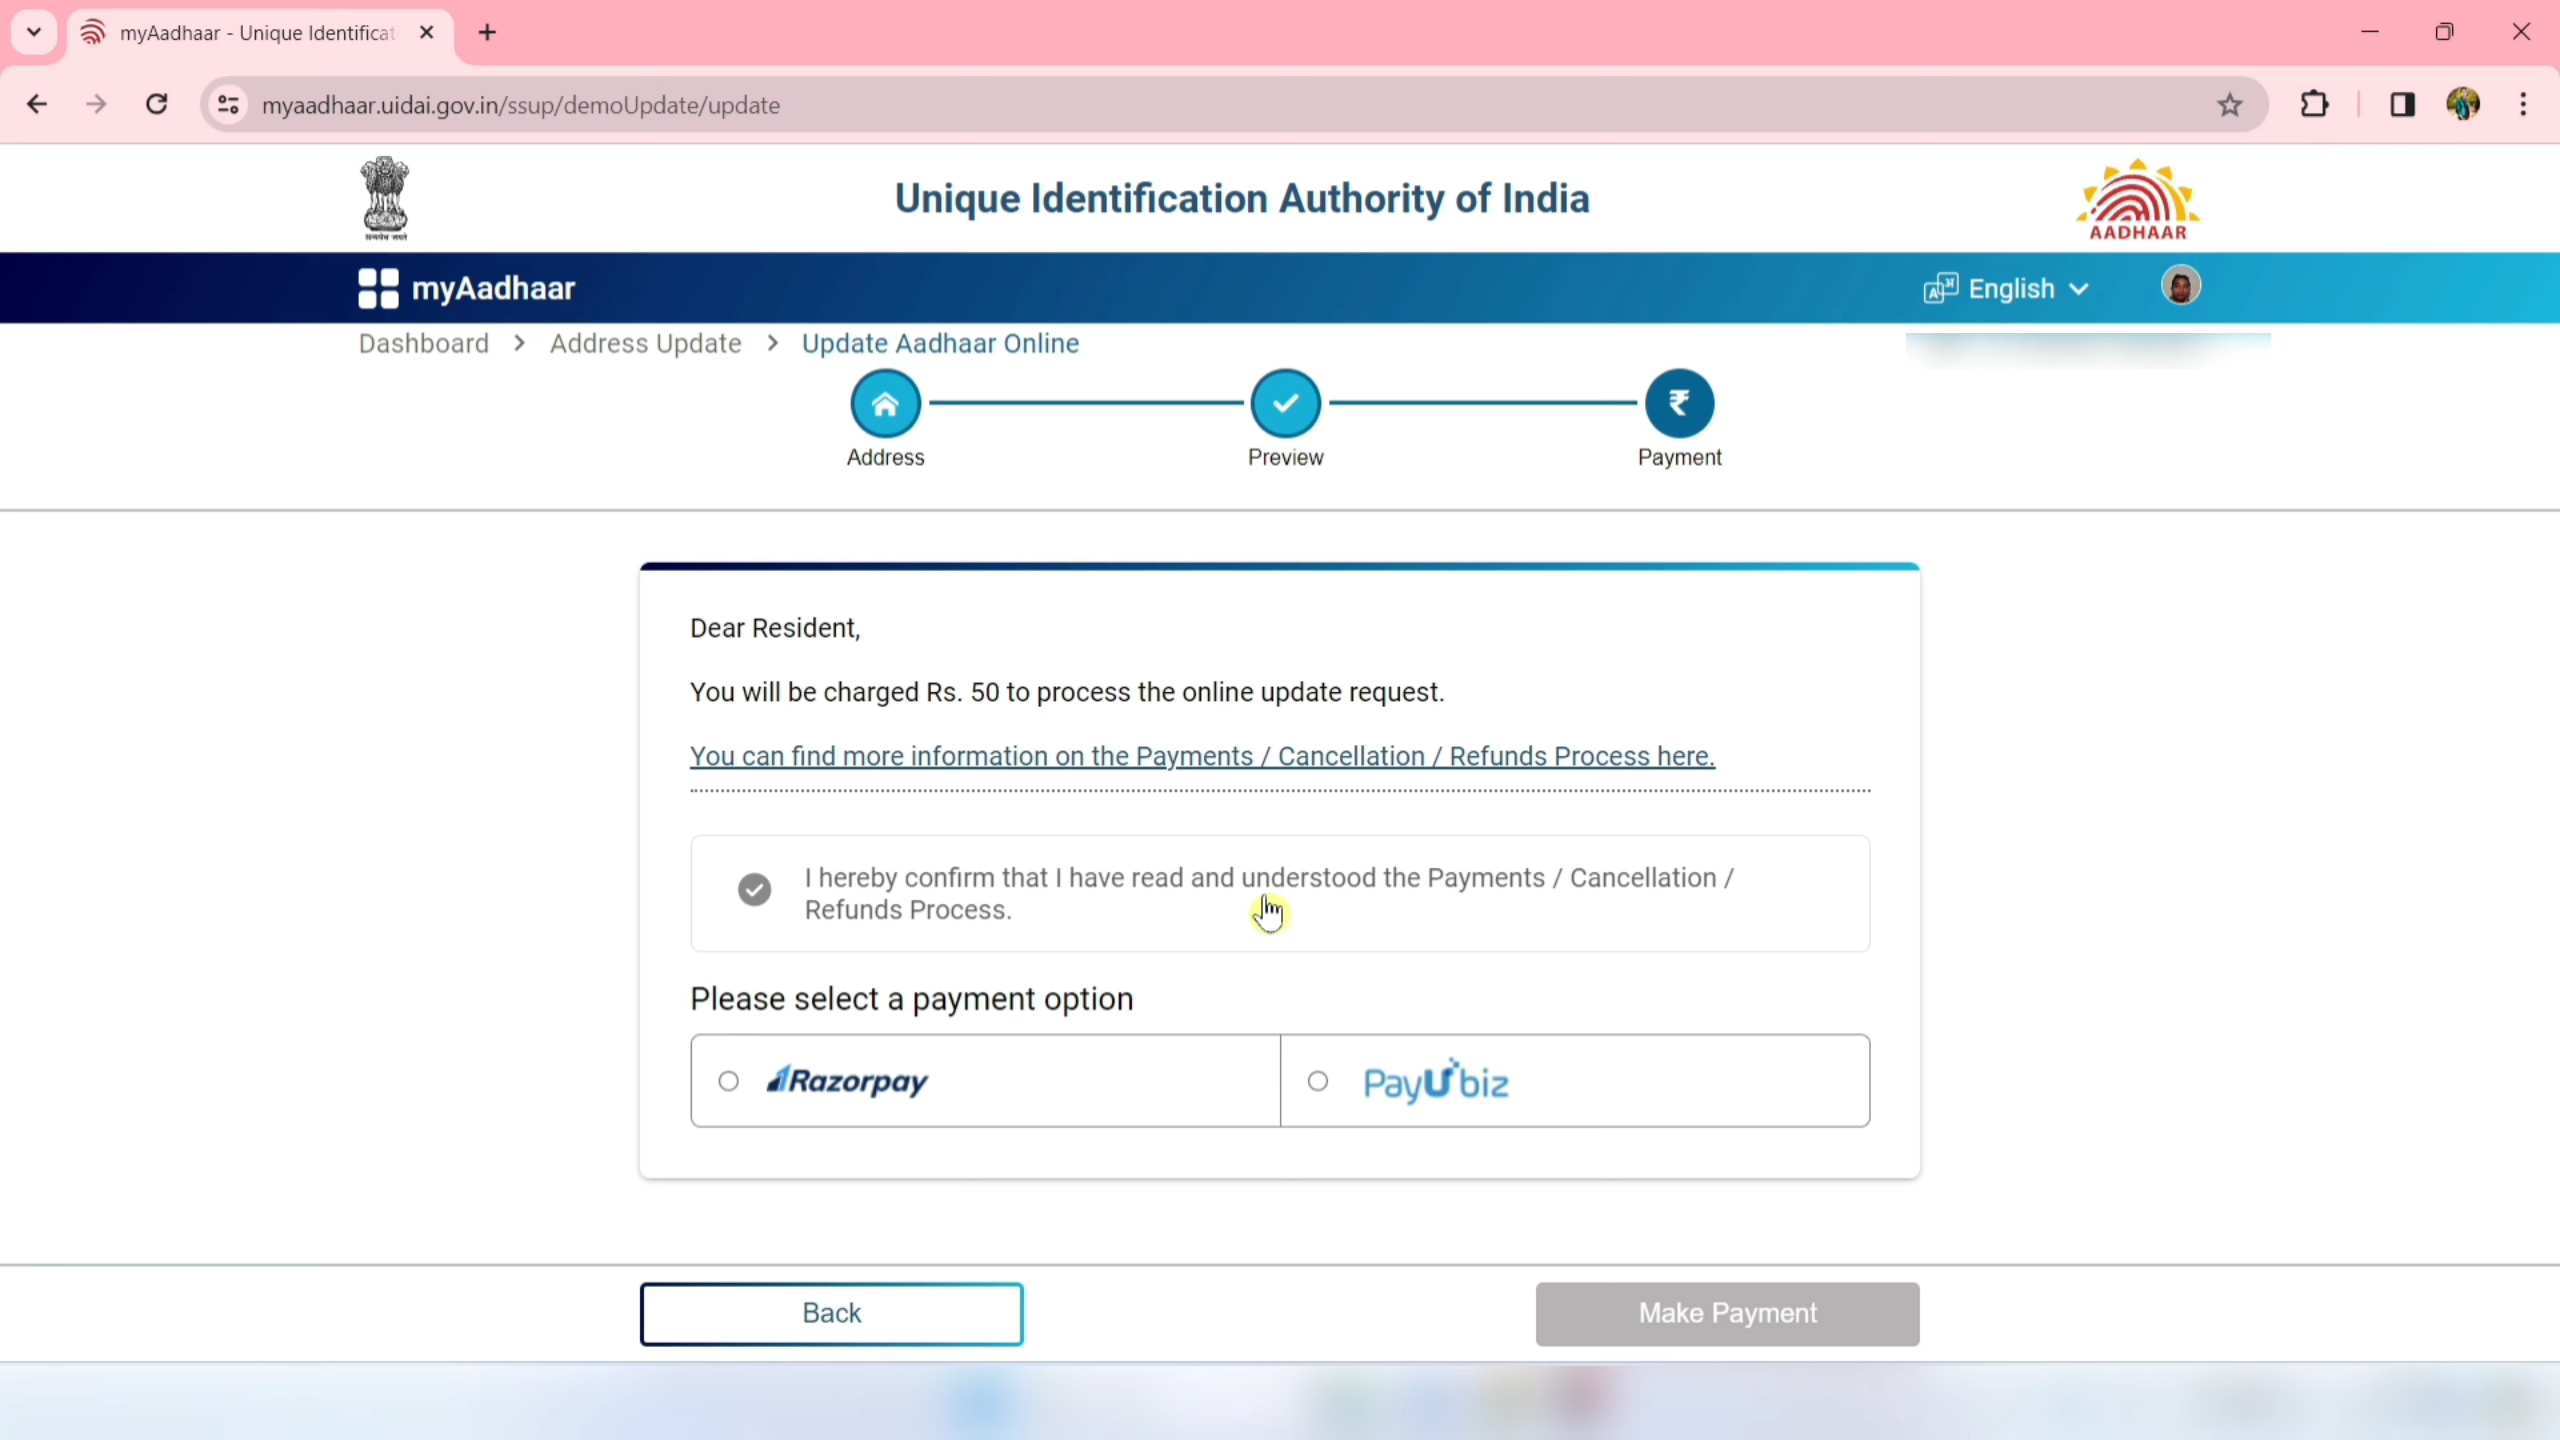 myAadhaar - Unique Identificat
myaadhaar.uidai.gov.in/ssup/demoUpdate/update
Unique Identification Authority of India
AADHAAR
myAadhaar
English
Dashboard > Address Update > Update Aadhaar Online
Address
Preview
₹
Payment
Dear Resident,
You will be charged Rs. 50 to process the online update request.
You can find more information on the Payments / Cancellation / Refunds Process here.
I hereby confirm that I have read and understood the Payments / Cancellation /
Refunds Process.
Please select a payment option
Razorpay
PayU biz
Back
Make Payment